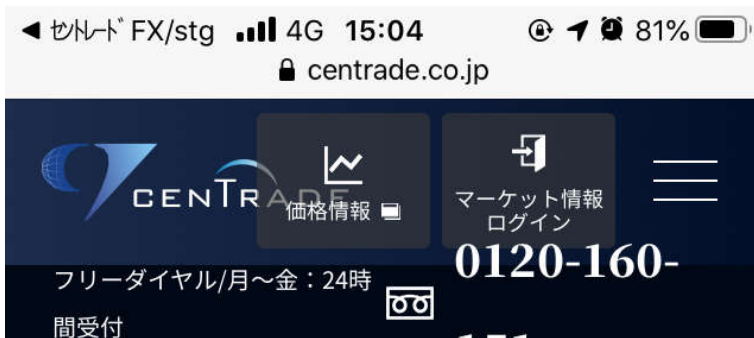 ◀ セントレード FX/stg 4G 15:04 81%
centrade.co.jp
CENTRADE
価格情報
マーケット情報
ログイン
フリーダイヤル/月〜金：24時
間受付
0120-160-